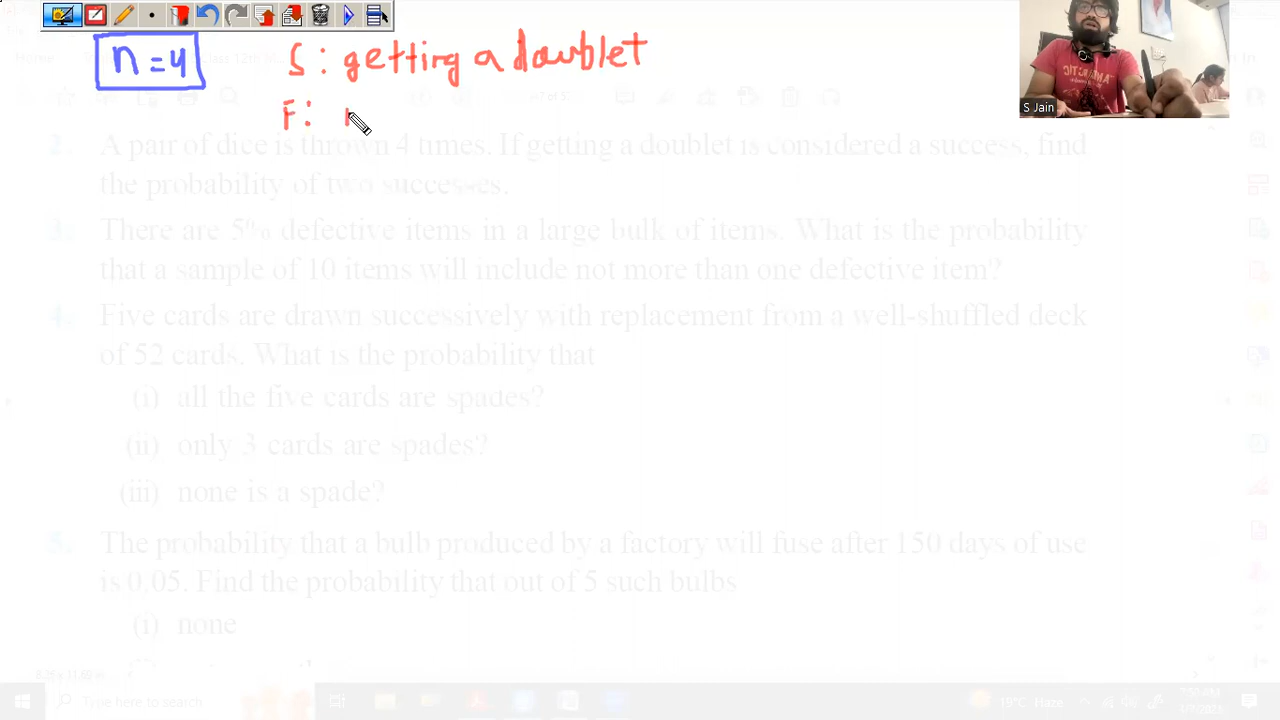 n = 4
S : getting a doublet
F :
2. A pair of dice is thrown 4 times. If getting a doublet is considered a success, find
the probability of two successes.
3. There are 5% defective items in a large bulk of items. What is the probability
that a sample of 10 items will include not more than one defective item?
4. Five cards are drawn successively with replacement from a well-shuffled deck
of 52 cards. What is the probability that
(i) all the five cards are spades?
(ii) only 3 cards are spades?
(iii) none is a spade?
5. The probability that a bulb produced by a factory will fuse after 150 days of use
is 0.05. Find the probability that out of 5 such bulbs
(i) none
S Jain
Type here to search
19°C Haze